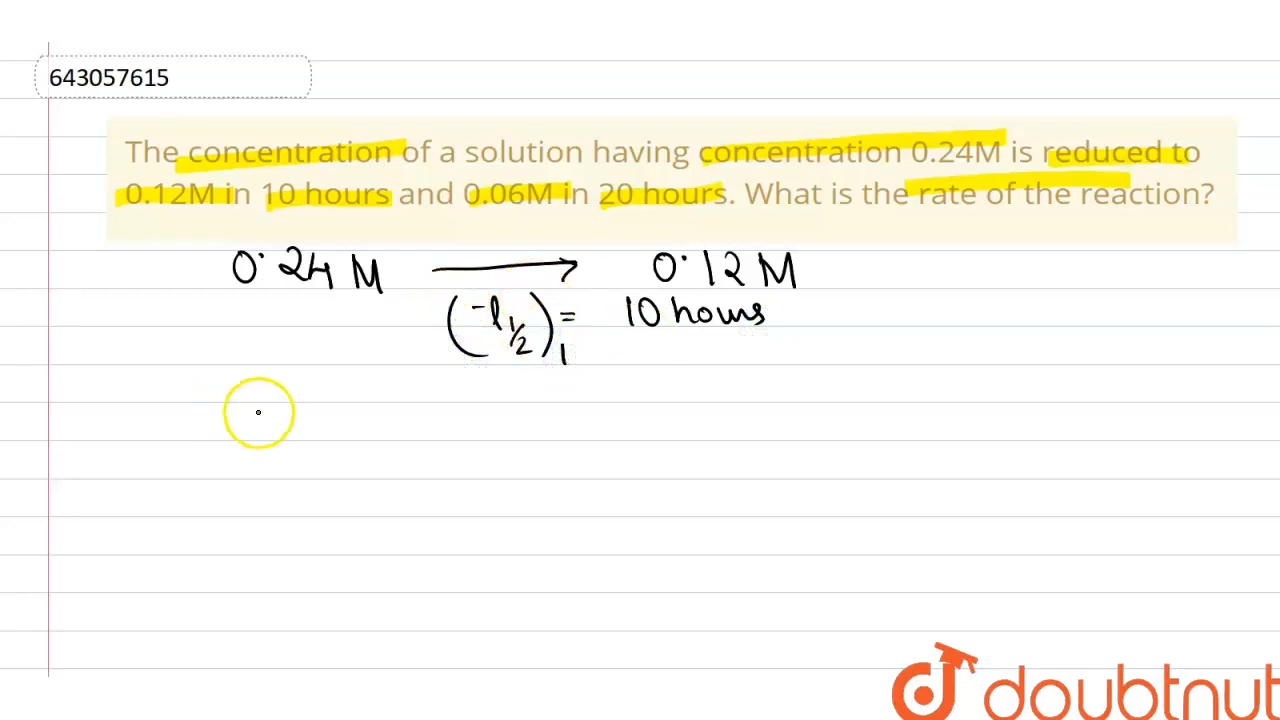 643057615
The concentration of a solution having concentration 0.24M is reduced to
0.12M in 10 hours and 0.06M in 20 hours. What is the rate of the reaction?
0.24 M → 0.12 M
(t1/2)1 = 10 hours
doubtnut